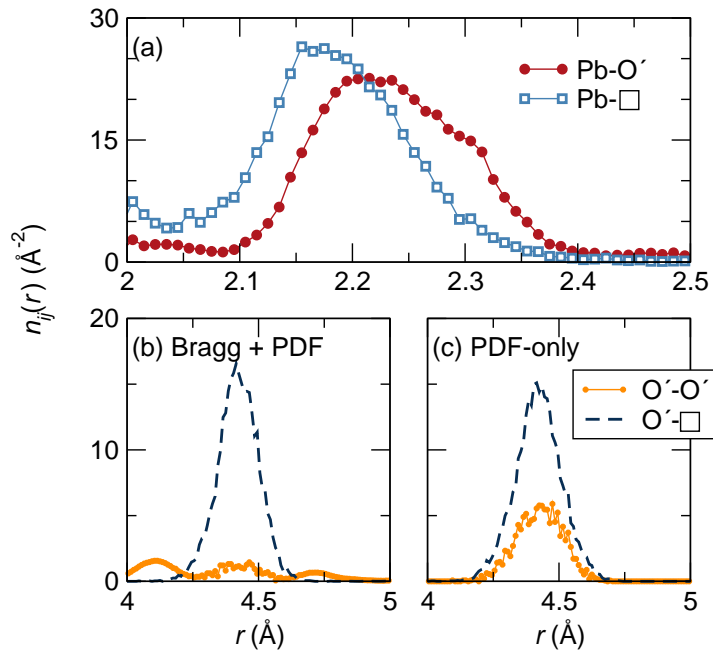 30
(a)
Pb-O´
Pb-□
15
0
2
2.1
2.2
2.3
2.4
2.5
n_ij(r) (Å⁻²)
20
(b) Bragg + PDF
(c) PDF-only
O´-O´
O´-□
10
0
4
4.5
5
4
4.5
5
r (Å)
r (Å)